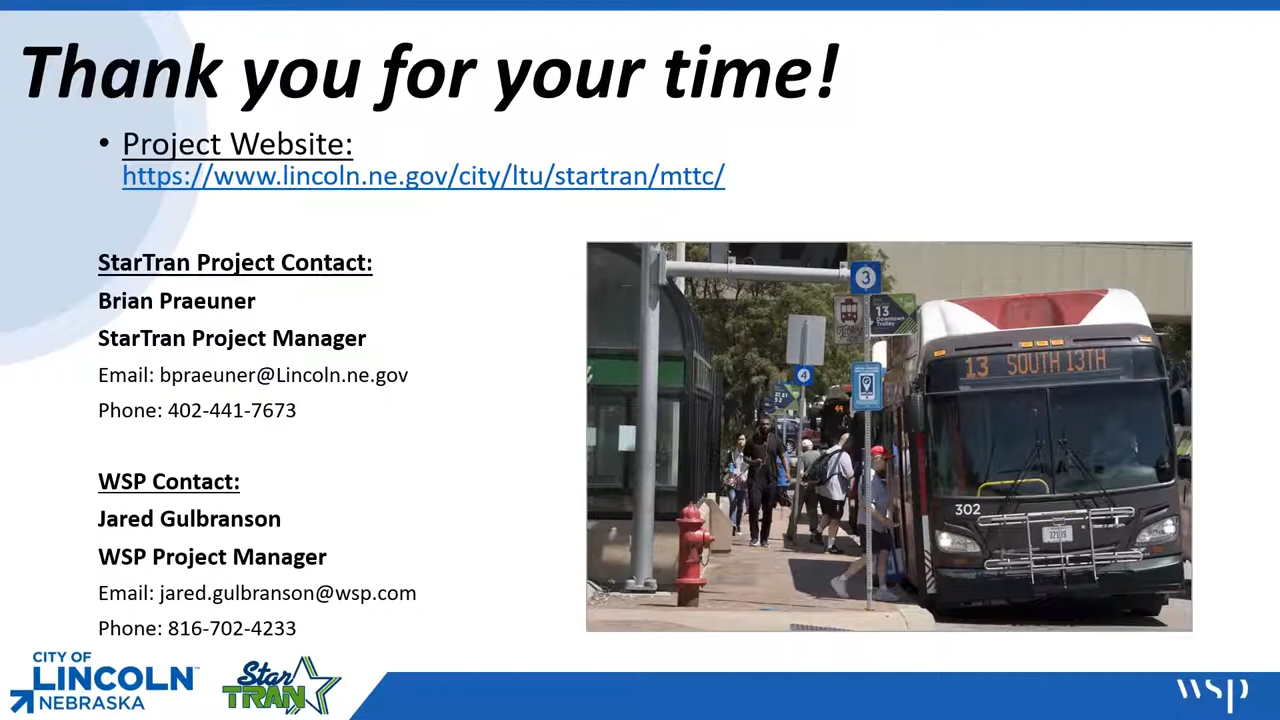 Thank you for your time!
• Project Website:
https://www.lincoln.ne.gov/city/ltu/startran/mttc/
StarTran Project Contact:
Brian Praeuner
StarTran Project Manager
Email: bpraeuner@Lincoln.ne.gov
Phone: 402-441-7673
WSP Contact:
Jared Gulbranson
WSP Project Manager
Email: jared.gulbranson@wsp.com
Phone: 816-702-4233
3
13
Downtown
Trolley
4
44
13 SOUTH 13TH
302
CITY OF
LINCOLN™
NEBRASKA
Star
TRAN
wsp